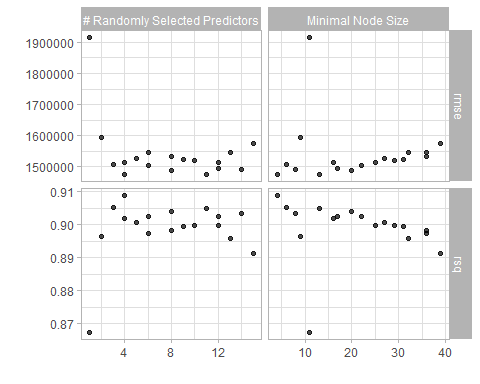 # Randomly Selected Predictors Minimal Node Size
1900000
1800000
1700000
1600000
1500000
rmse
0.91
0.90
0.89
0.88
0.87
rsq
4 8 12 10 20 30 40